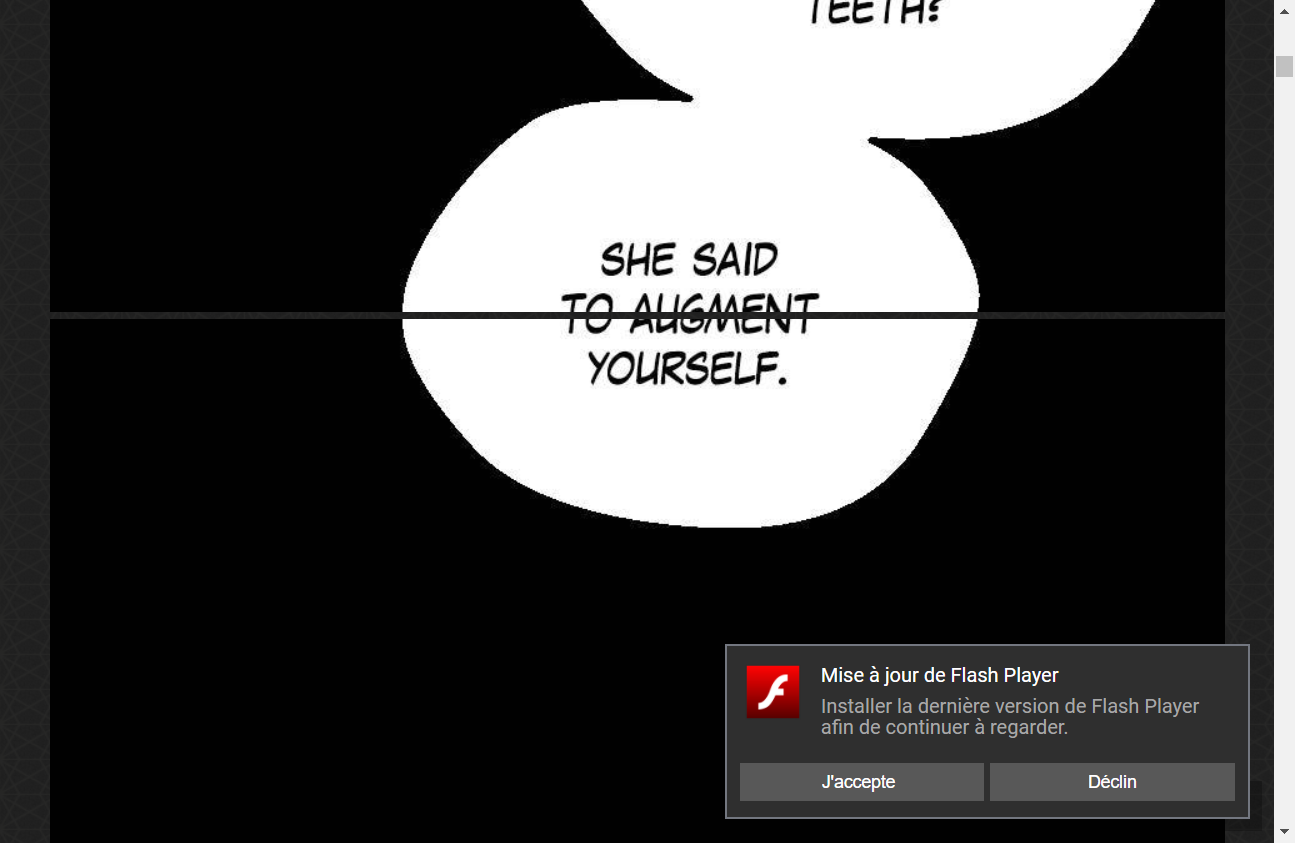 TEETH?
SHE SAID
TO AUGMENT
YOURSELF.
Mise à jour de Flash Player
Installer la dernière version de Flash Player
afin de continuer à regarder.
J'accepte
Déclin